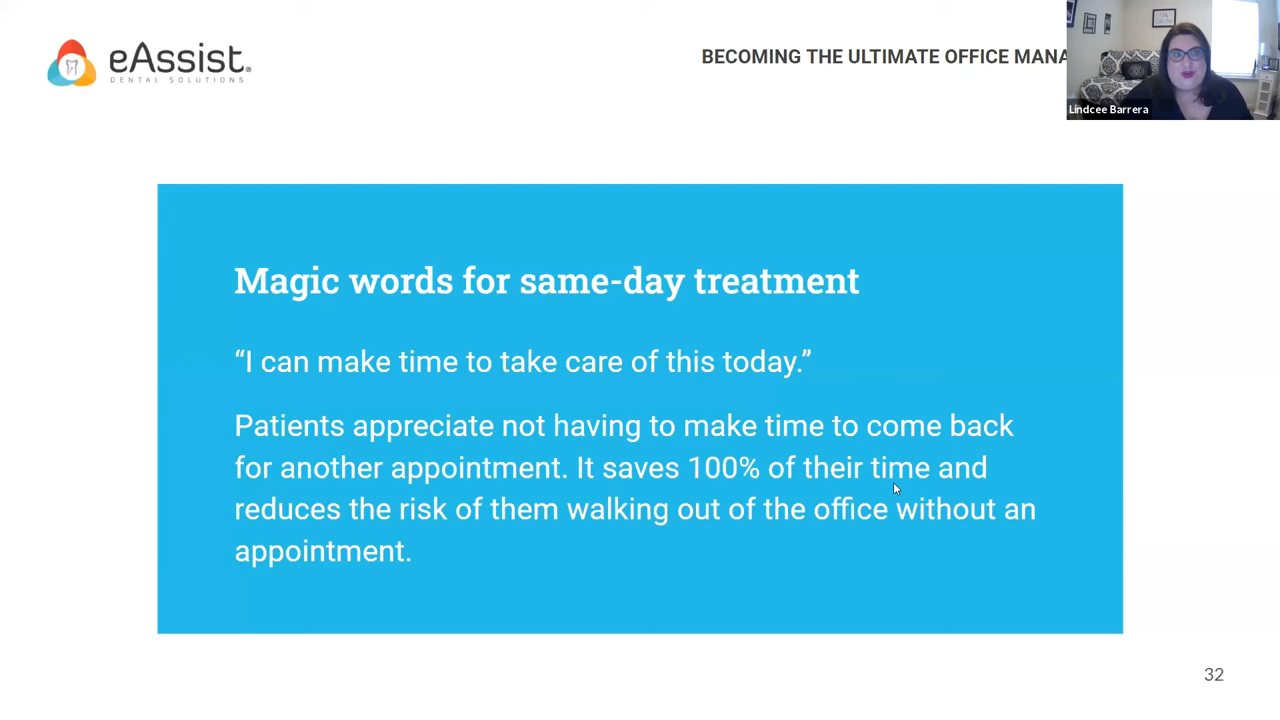 eAssist®
DENTAL SOLUTIONS
BECOMING THE ULTIMATE OFFICE MANA
Lindcee Barrera
Magic words for same-day treatment
“I can make time to take care of this today.”
Patients appreciate not having to make time to come back
for another appointment. It saves 100% of their time and
reduces the risk of them walking out of the office without an
appointment.
32